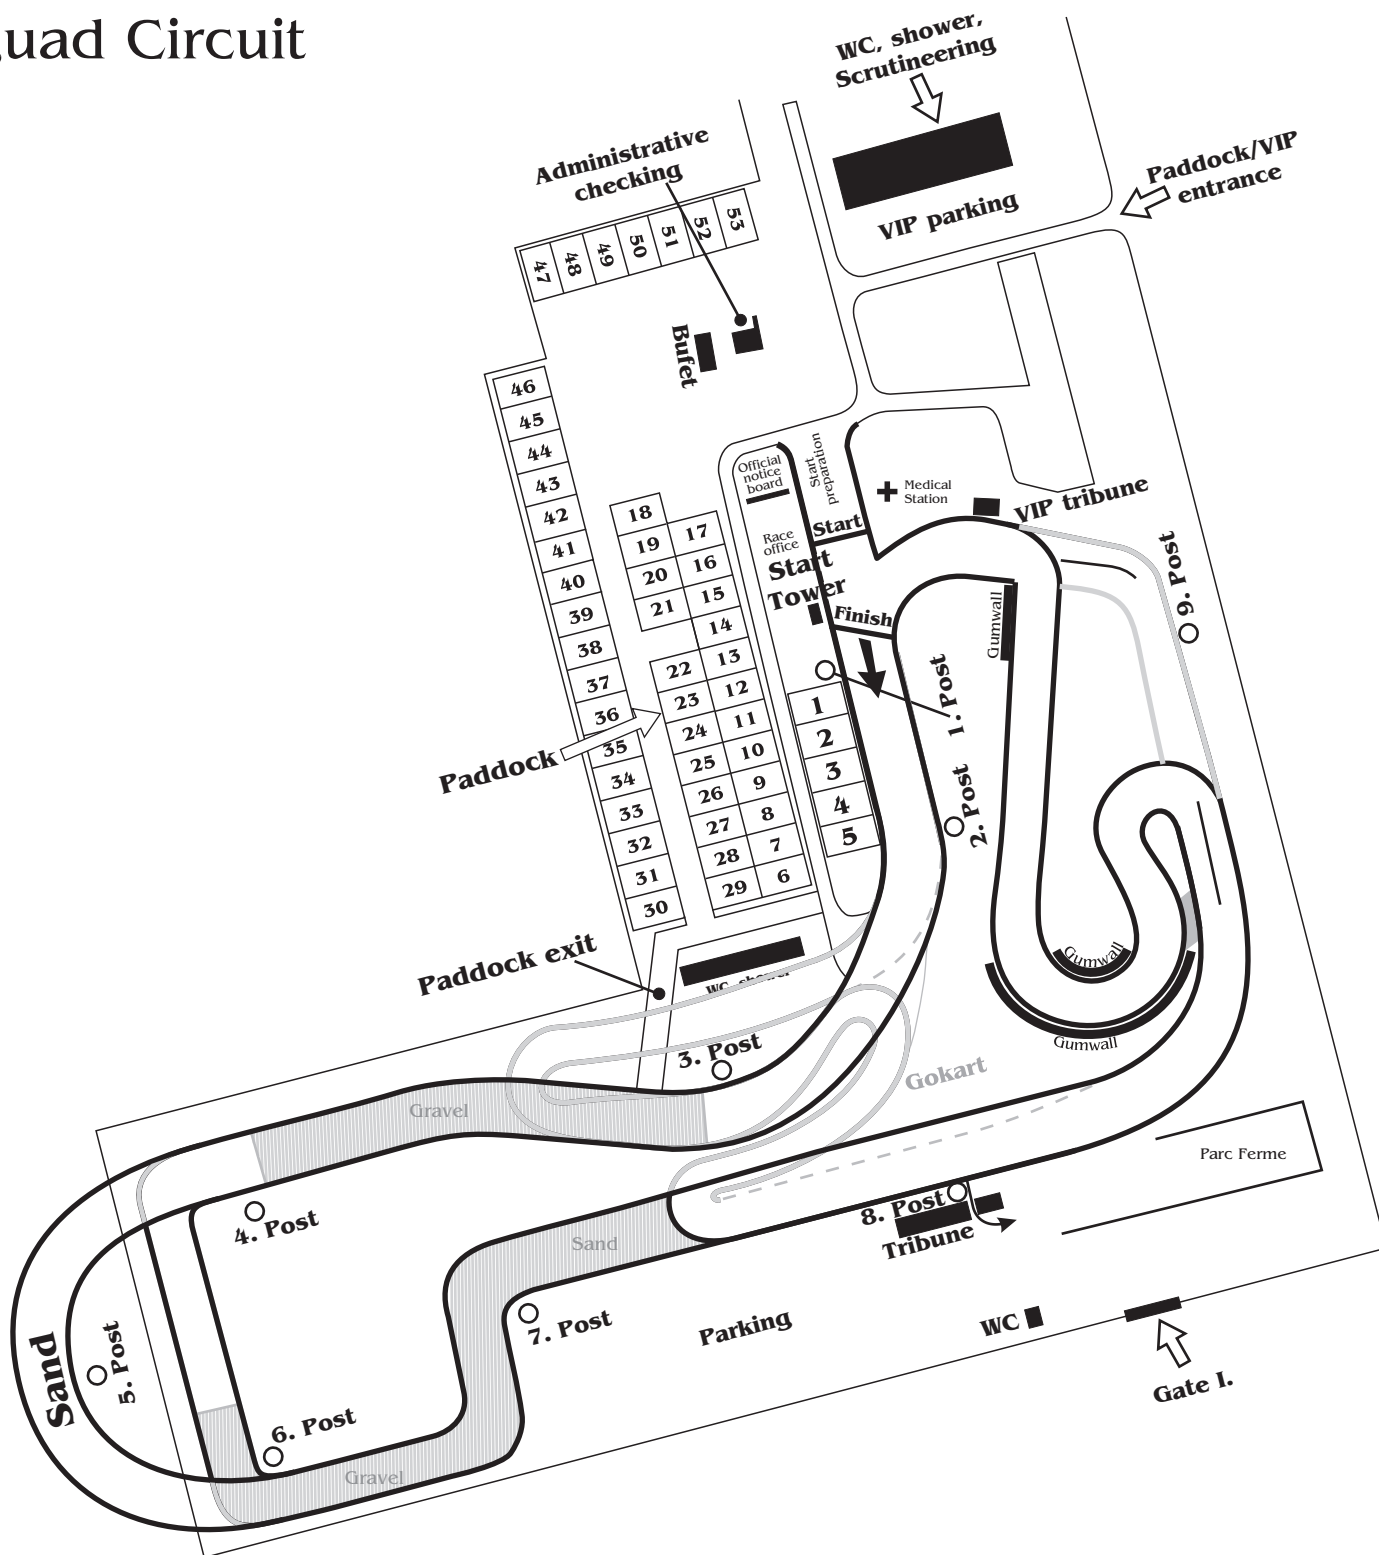 Circuit
WC, shower,
Scrutineering
Administrative
checking
Paddock/VIP
entrance
VIP parking
47
48
49
50
51
52
53
Bufet
46
45
44
43
42
41
40
39
38
37
36
35
34
33
32
31
30
18
19
20
21
22
23
24
25
26
27
28
29
17
16
15
14
13
12
11
10
9
8
7
6
Official
notice
board
Start
preparation
Medical
Station
VIP tribune
Race
office
Start
Start
Tower
Finish
Gumwall
9. Post
1. Post
2. Post
1
2
3
4
5
Paddock
Paddock exit
WC, shower
Gumwall
Gumwall
3. Post
Gokart
Gravel
Parc Ferme
4. Post
8. Post
Tribune
Sand
7. Post
Parking
WC
Gate I.
Sand
5. Post
6. Post
Gravel